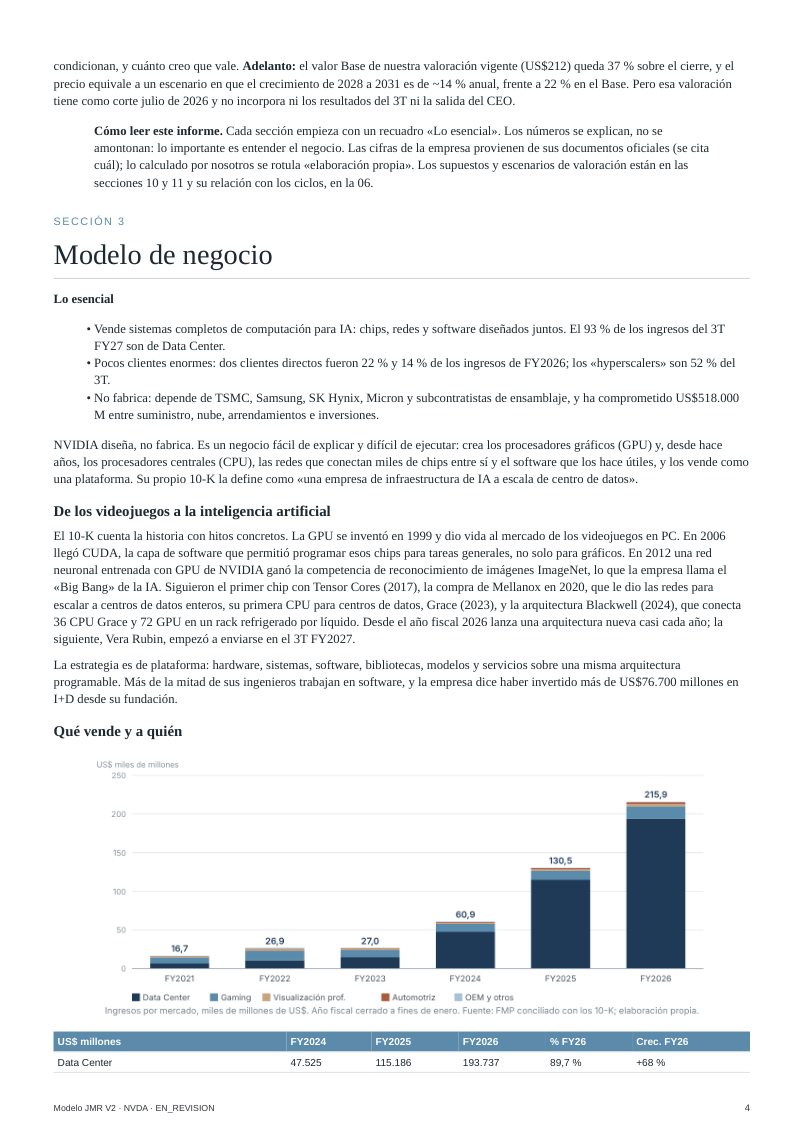 condicionan, y cuánto creo que vale. Adelanto: el valor Base de nuestra valoración vigente (US$212) queda 37 % sobre el cierre, y el
precio equivale a un escenario en que el crecimiento de 2028 a 2031 es de ~14 % anual, frente a 22 % en el Base. Pero esa valoración
tiene como corte julio de 2026 y no incorpora ni los resultados del 3T ni la salida del CEO.
Cómo leer este informe. Cada sección empieza con un recuadro «Lo esencial». Los números se explican, no se
amontonan: lo importante es entender el negocio. Las cifras de la empresa provienen de sus documentos oficiales (se cita
cuál); lo calculado por nosotros se rotula «elaboración propia». Los supuestos y escenarios de valoración están en las
secciones 10 y 11 y su relación con los ciclos, en la 06.
SECCIÓN 3
Modelo de negocio
Lo esencial
• Vende sistemas completos de computación para IA: chips, redes y software diseñados juntos. El 93 % de los ingresos del 3T
FY27 son de Data Center.
• Pocos clientes enormes: dos clientes directos fueron 22 % y 14 % de los ingresos de FY2026; los «hyperscalers» son 52 % del
3T.
• No fabrica: depende de TSMC, Samsung, SK Hynix, Micron y subcontratistas de ensamblaje, y ha comprometido US$518.000
M entre suministro, nube, arrendamientos e inversiones.
NVIDIA diseña, no fabrica. Es un negocio fácil de explicar y difícil de ejecutar: crea los procesadores gráficos (GPU) y, desde hace
años, los procesadores centrales (CPU), las redes que conectan miles de chips entre sí y el software que los hace útiles, y los vende como
una plataforma. Su propio 10-K la define como «una empresa de infraestructura de IA a escala de centro de datos».
De los videojuegos a la inteligencia artificial
El 10-K cuenta la historia con hitos concretos. La GPU se inventó en 1999 y dio vida al mercado de los videojuegos en PC. En 2006
llegó CUDA, la capa de software que permitió programar esos chips para tareas generales, no solo para gráficos. En 2012 una red
neuronal entrenada con GPU de NVIDIA ganó la competencia de reconocimiento de imágenes ImageNet, lo que la empresa llama el
«Big Bang» de la IA. Siguieron el primer chip con Tensor Cores (2017), la compra de Mellanox en 2020, que le dio las redes para
escalar a centros de datos enteros, su primera CPU para centros de datos, Grace (2023), y la arquitectura Blackwell (2024), que conecta
36 CPU Grace y 72 GPU en un rack refrigerado por líquido. Desde el año fiscal 2026 lanza una arquitectura nueva casi cada año; la
siguiente, Vera Rubin, empezó a enviarse en el 3T FY2027.
La estrategia es de plataforma: hardware, sistemas, software, bibliotecas, modelos y servicios sobre una misma arquitectura
programable. Más de la mitad de sus ingenieros trabajan en software, y la empresa dice haber invertido más de US$76.700 millones en
I+D desde su fundación.
Qué vende y a quién
US$ miles de millones
250
200
150
100
50
0
16,7
26,9
27,0
60,9
130,5
215,9
FY2021 FY2022 FY2023 FY2024 FY2025 FY2026
Data Center Gaming Visualización prof. Automotriz OEM y otros
Ingresos por mercado, miles de millones de US$. Año fiscal cerrado a fines de enero. Fuente: FMP conciliado con los 10-K; elaboración propia.
US$ millones FY2024 FY2025 FY2026 % FY26 Crec. FY26
Data Center 47.525 115.186 193.737 89,7 % +68 %
Modelo JMR V2 · NVDA · EN_REVISION 4